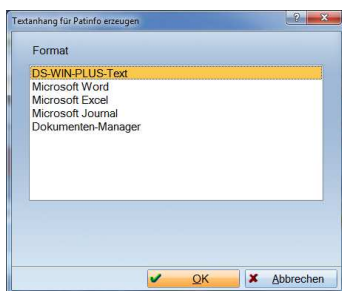 Textanhang für Patinfo erzeugen
Format
DS-WIN-PLUS-Text
Microsoft Word
Microsoft Excel
Microsoft Journal
Dokumenten-Manager
OK
Abbrechen